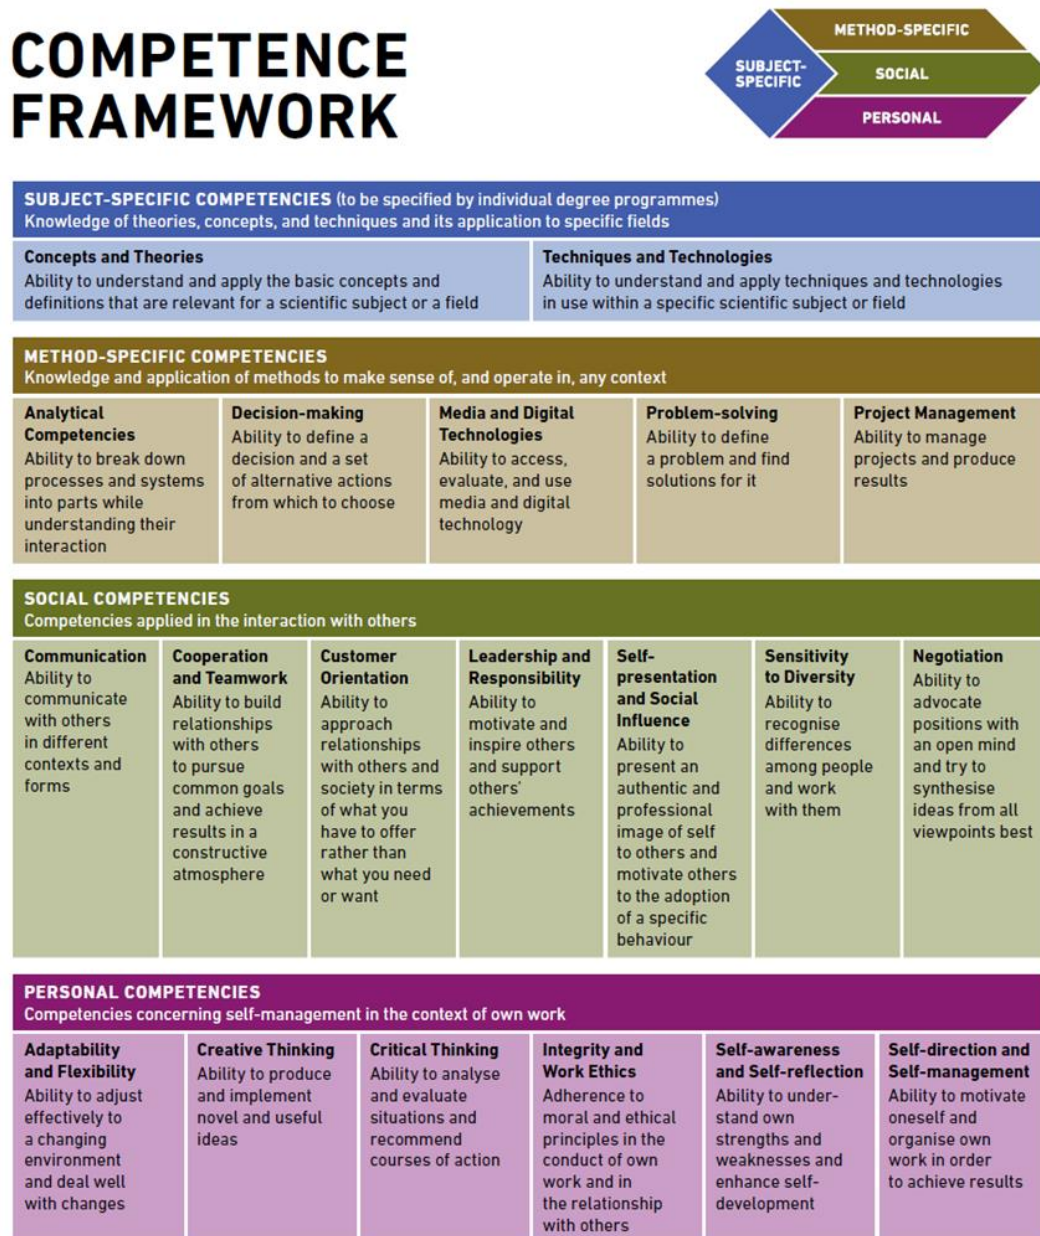 COMPETENCE
FRAMEWORK
SUBJECT-
SPECIFIC
METHOD-SPECIFIC
SOCIAL
PERSONAL
SUBJECT-SPECIFIC COMPETENCIES (to be specified by individual degree programmes)
Knowledge of theories, concepts, and techniques and its application to specific fields
Concepts and Theories
Ability to understand and apply the basic concepts and
definitions that are relevant for a scientific subject or a field
Techniques and Technologies
Ability to understand and apply techniques and technologies
in use within a specific scientific subject or field
METHOD-SPECIFIC COMPETENCIES
Knowledge and application of methods to make sense of, and operate in, any context
Analytical
Competencies
Ability to break down
processes and systems
into parts while
understanding their
interaction
Decision-making
Ability to define a
decision and a set
of alternative actions
from which to choose
Media and Digital
Technologies
Ability to access,
evaluate, and use
media and digital
technology
Problem-solving
Ability to define
a problem and find
solutions for it
Project Management
Ability to manage
projects and produce
results
SOCIAL COMPETENCIES
Competencies applied in the interaction with others
Communication
Ability to
communicate
with others
in different
contexts and
forms
Cooperation
and Teamwork
Ability to build
relationships
with others
to pursue
common goals
and achieve
results in a
constructive
atmosphere
Customer
Orientation
Ability to
approach
relationships
with others and
society in terms
of what you
have to offer
rather than
what you need
or want
Leadership and
Responsibility
Ability to
motivate and
inspire others
and support
others'
achievements
Self-
presentation
and Social
Influence
Ability to
present an
authentic and
professional
image of self
to others and
motivate others
to the adoption
of a specific
behaviour
Sensitivity
to Diversity
Ability to
recognise
differences
among people
and work
with them
Negotiation
Ability to
advocate
positions with
an open mind
and try to
synthesise
ideas from all
viewpoints best
PERSONAL COMPETENCIES
Competencies concerning self-management in the context of own work
Adaptability
and Flexibility
Ability to adjust
effectively to
a changing
environment
and deal well
with changes
Creative Thinking
Ability to produce
and implement
novel and useful
ideas
Critical Thinking
Ability to analyse
and evaluate
situations and
recommend
courses of action
Integrity and
Work Ethics
Adherence to
moral and ethical
principles in the
conduct of own
work and in
the relationship
with others
Self-awareness
and Self-reflection
Ability to under-
stand own
strengths and
weaknesses and
enhance self-
development
Self-direction and
Self-management
Ability to motivate
oneself and
organise own
work in order
to achieve results